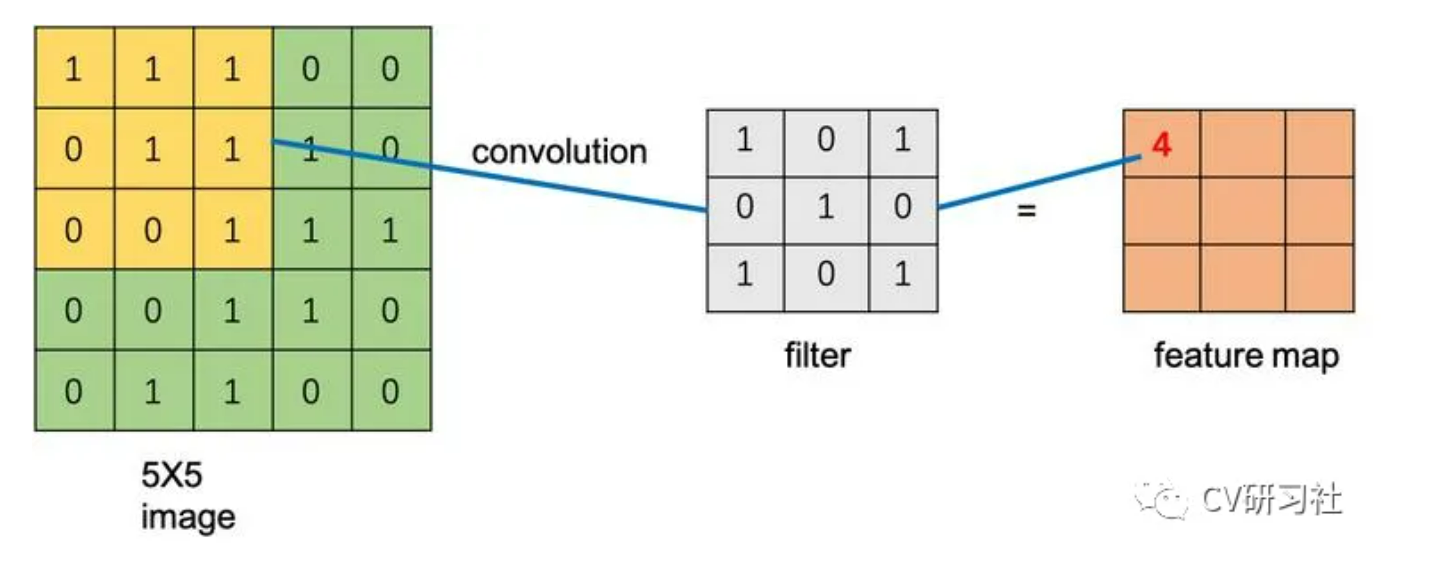 1 1 1 0 0
0 1 1 1 0
0 0 1 1 1
0 0 1 1 0
0 1 1 0 0
5X5
image
convolution
1 0 1
0 1 0
1 0 1
filter
=
4
feature map
CV研习社